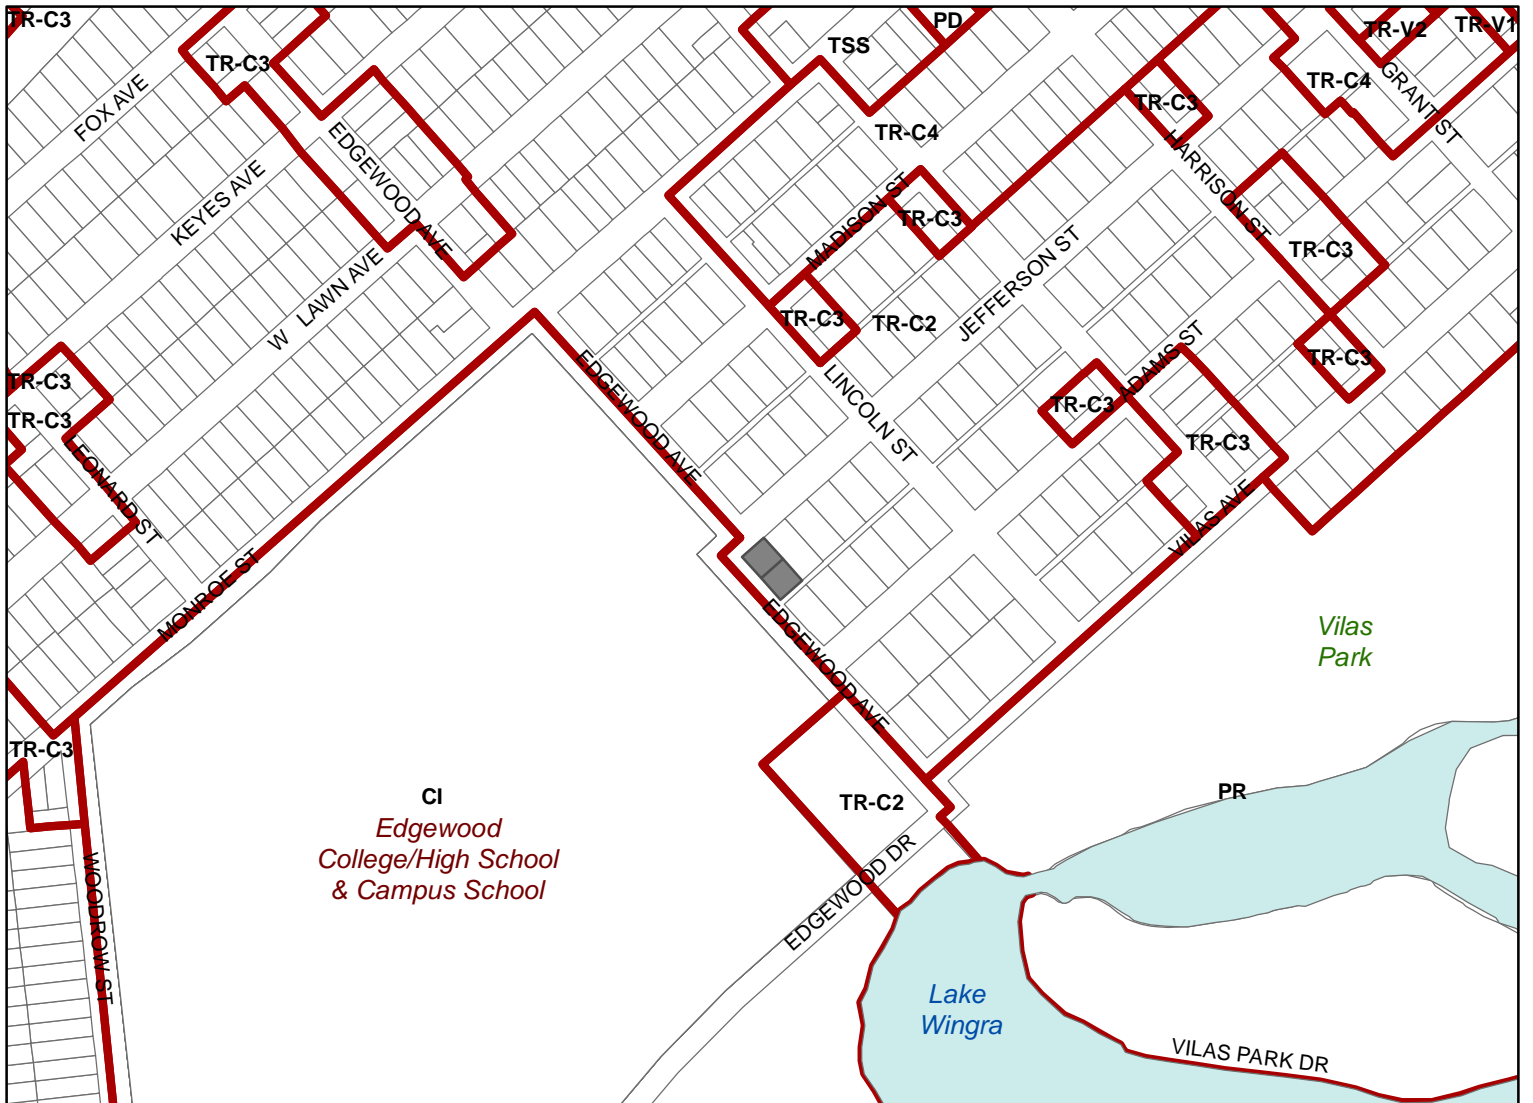 TR-C3
PD
TR-V2
TR-V1
TSS
TR-C3
TR-C4
FOX AVE
TR-C3
GRANT ST
TR-C4
EDGEWOOD AVE
HARRISON ST
KEYES AVE
MADISON ST
TR-C3
TR-C3
W LAWN AVE
JEFFERSON ST
TR-C3
TR-C2
TR-C3
ADAMS ST
EDGEWOOD AVE
TR-C3
TR-C3
LINCOLN ST
TR-C3
TR-C3
LEONARD ST
VILAS AVE
MONROE ST
EDGEWOOD AVE
Vilas
Park
TR-C3
CI
Edgewood
College/High School
& Campus School
TR-C2
PR
EDGEWOOD DR
WOODROW ST
Lake
Wingra
VILAS PARK DR